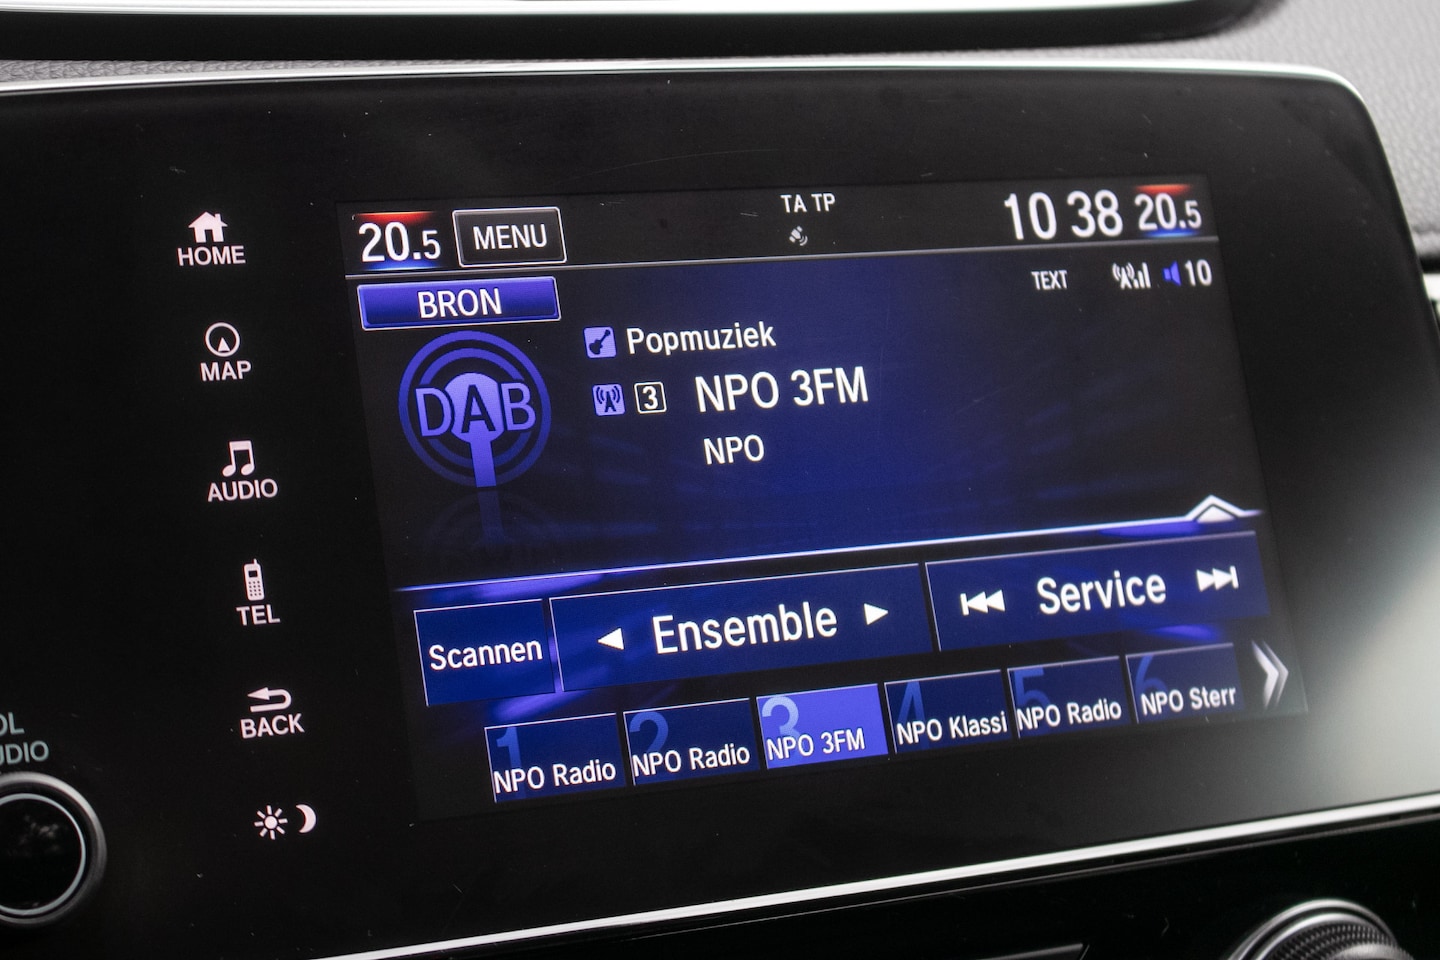 HOME
MAP
AUDIO
TEL
BACK
OL
UDIO
20.5 MENU TA TP 10 38 20.5
BRON TEXT 10
DAB
Popmuziek
3 NPO 3FM
NPO
Scannen Ensemble Service
1 NPO Radio 2 NPO Radio 3 NPO 3FM 4 NPO Klassi 5 NPO Radio 6 NPO Sterr